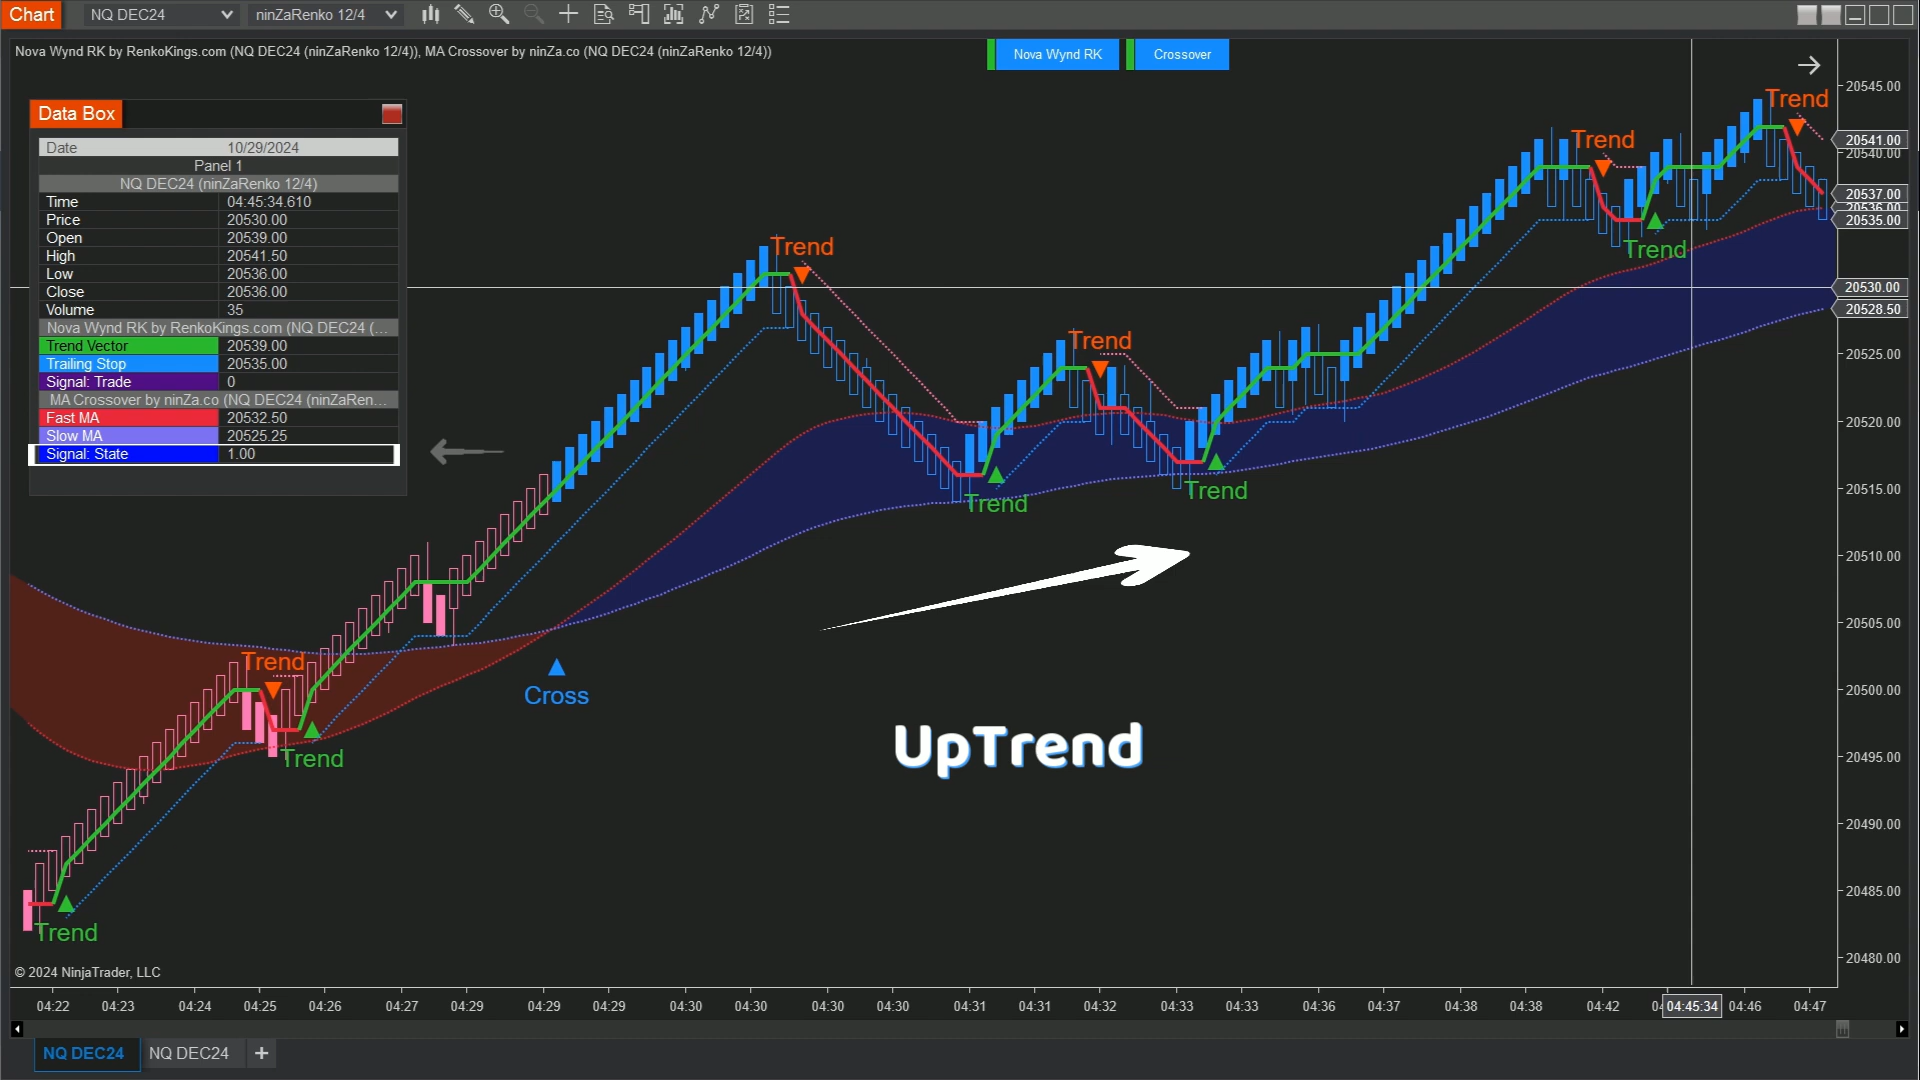 Chart NQ DEC24 ninZaRenko 12/4
Nova Wynd RK by RenkoKings.com (NQ DEC24 (ninZaRenko 12/4)), MA Crossover by ninZa.co (NQ DEC24 (ninZaRenko 12/4))
Nova Wynd RK Crossover
Data Box
Date 10/29/2024
Panel 1
NQ DEC24 (ninZaRenko 12/4)
Time 04:45:34.610
Price 20530.00
Open 20539.00
High 20541.50
Low 20536.00
Close 20536.00
Volume 35
Nova Wynd RK by RenkoKings.com (NQ DEC24 (...
Trend Vector 20539.00
Trailing Stop 20535.00
Signal: Trade 0
MA Crossover by ninZa.co (NQ DEC24 (ninZaRen...
Fast MA 20532.50
Slow MA 20525.25
Signal: State 1.00
Trend
Trend
Trend
Trend
Trend
Trend
Trend
Trend
Trend
Trend
Trend
Cross
UpTrend
20545.00
20541.00
20540.00
20537.00
20536.00
20535.00
20530.00
20528.50
20525.00
20520.00
20515.00
20510.00
20505.00
20500.00
20495.00
20490.00
20485.00
20480.00
© 2024 NinjaTrader, LLC
04:22 04:23 04:24 04:25 04:26 04:27 04:29 04:29 04:29 04:30 04:30 04:30 04:30 04:31 04:31 04:32 04:33 04:33 04:36 04:37 04:38 04:38 04:42 04:45:34 04:46 04:47
NQ DEC24 NQ DEC24 +